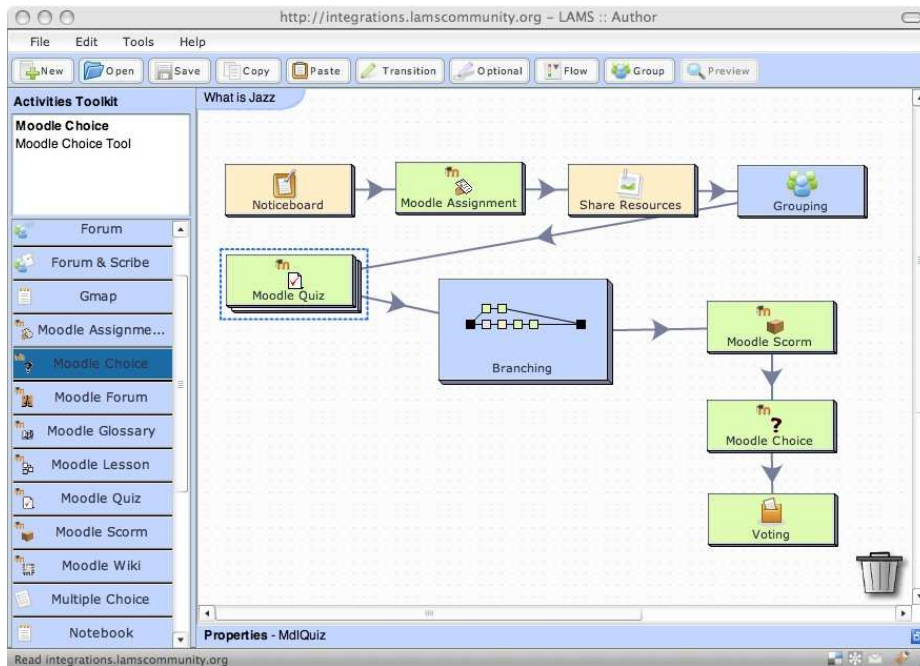 http://integrations.lamscommunity.org – LAMS :: Author
File Edit Tools Help
New Open Save Copy Paste Transition Optional Flow Group Preview
Activities Toolkit
Moodle Choice
Moodle Choice Tool
Forum
Forum & Scribe
Gmap
Moodle Assignme...
Moodle Choice
Moodle Forum
Moodle Glossary
Moodle Lesson
Moodle Quiz
Moodle Scorm
Moodle Wiki
Multiple Choice
Notebook
What is Jazz
Noticeboard
Moodle Assignment
Share Resources
Grouping
Moodle Quiz
Branching
Moodle Scorm
Moodle Choice
Voting
Properties - MdlQuiz
Read integrations.lamscommunity.org